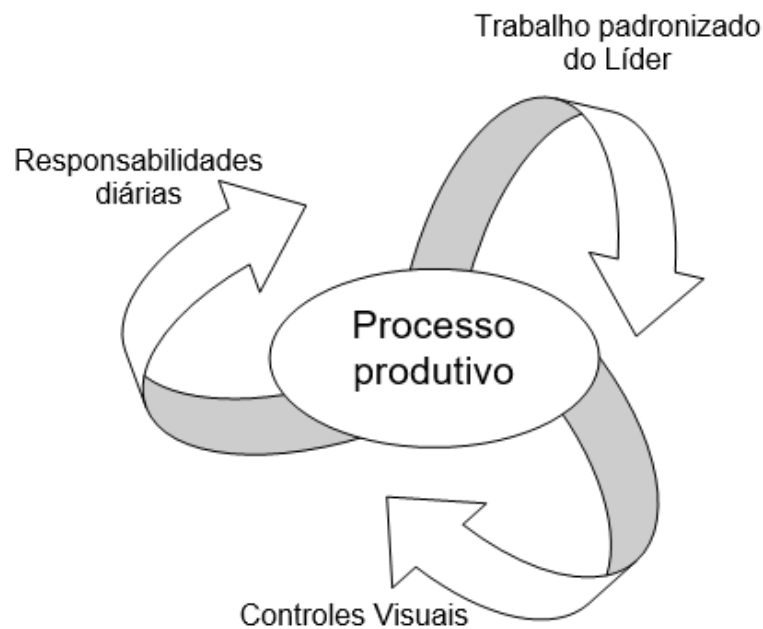 Trabalho padronizado
do Líder
Responsabilidades
diárias
Processo
produtivo
Controles Visuais